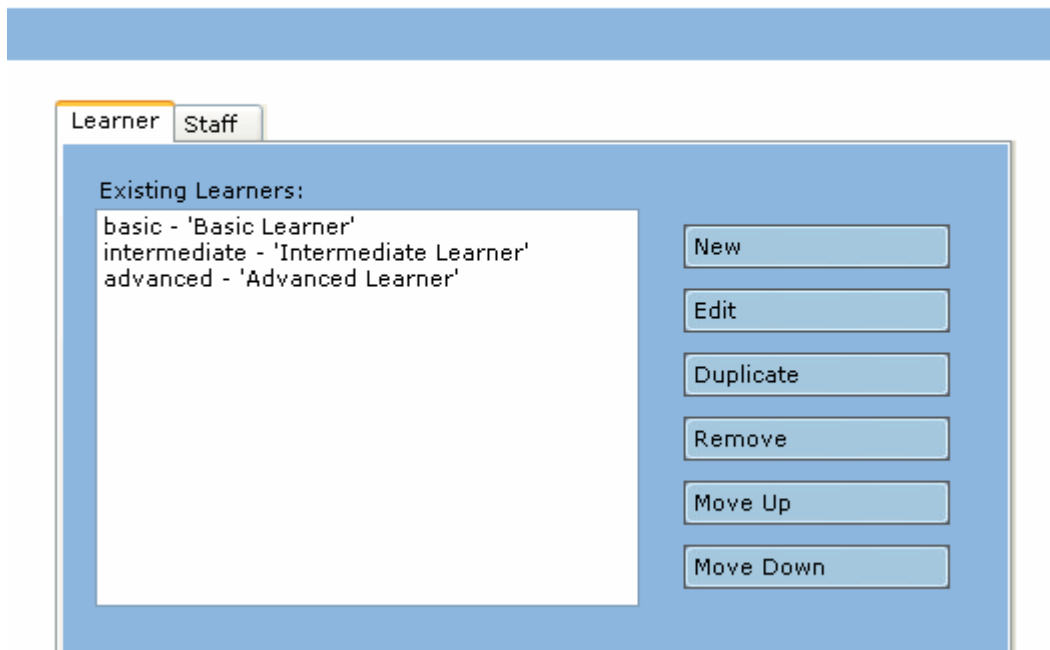 Learner
Staff
Existing Learners:
basic - 'Basic Learner'
intermediate - 'Intermediate Learner'
advanced - 'Advanced Learner'
New
Edit
Duplicate
Remove
Move Up
Move Down